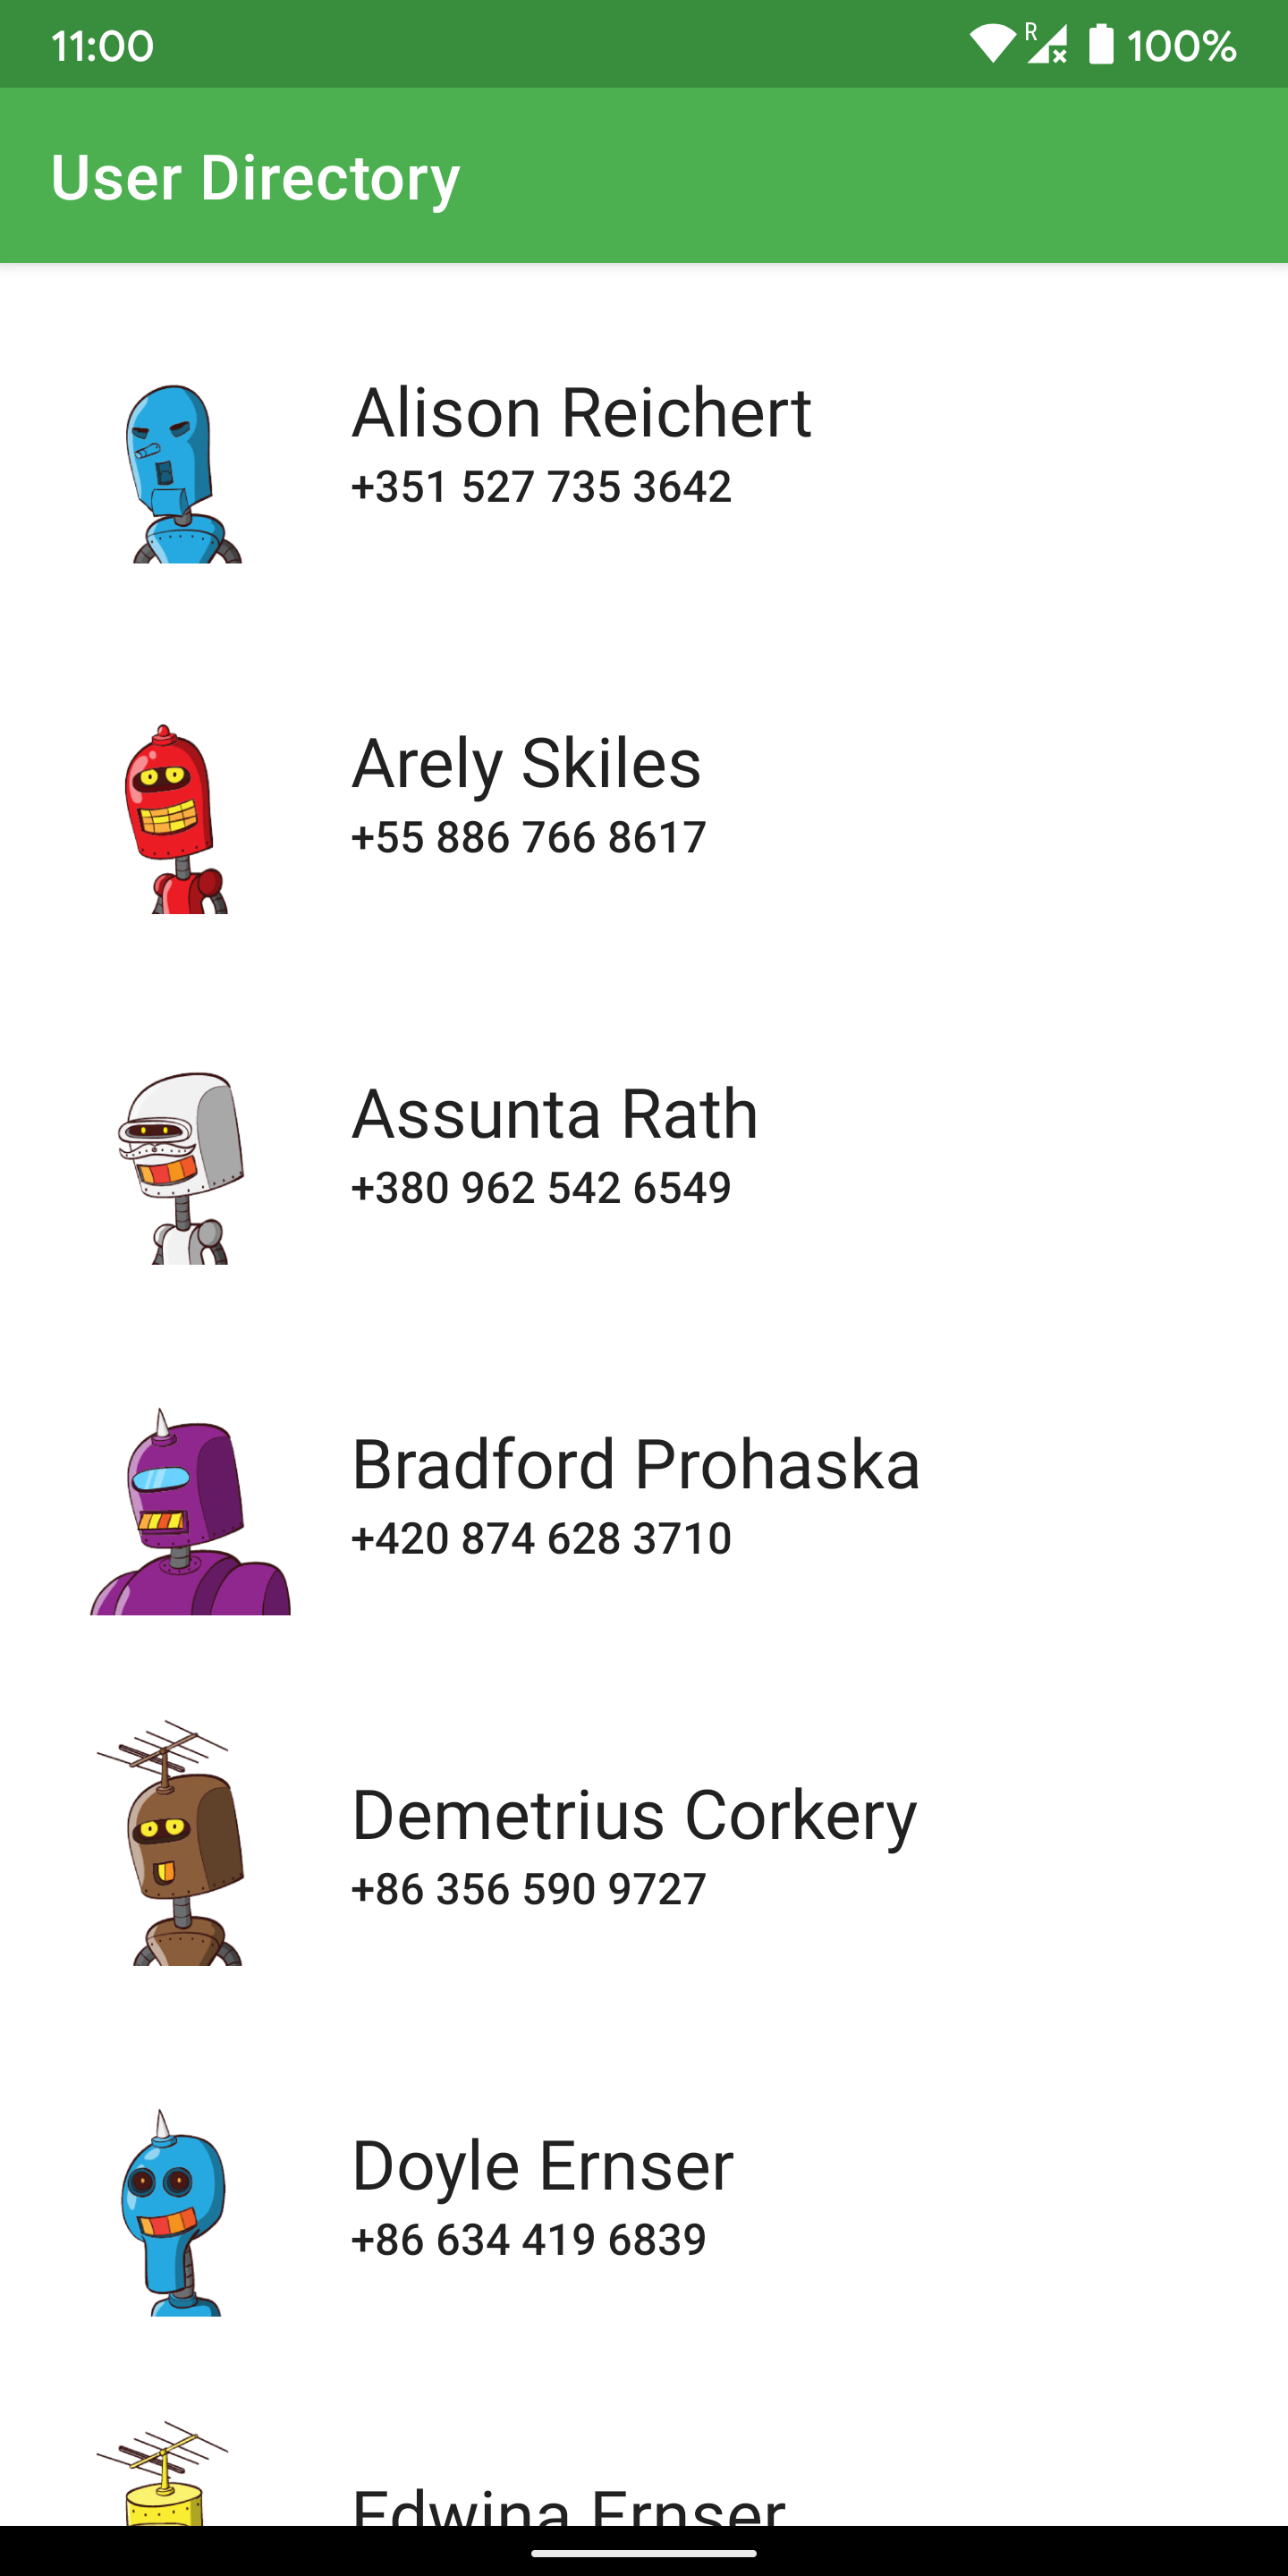 11:00 R 100%
User Directory
Alison Reichert
+351 527 735 3642
Arely Skiles
+55 886 766 8617
Assunta Rath
+380 962 542 6549
Bradford Prohaska
+420 874 628 3710
Demetrius Corkery
+86 356 590 9727
Doyle Ernser
+86 634 419 6839
Edwina Ernser